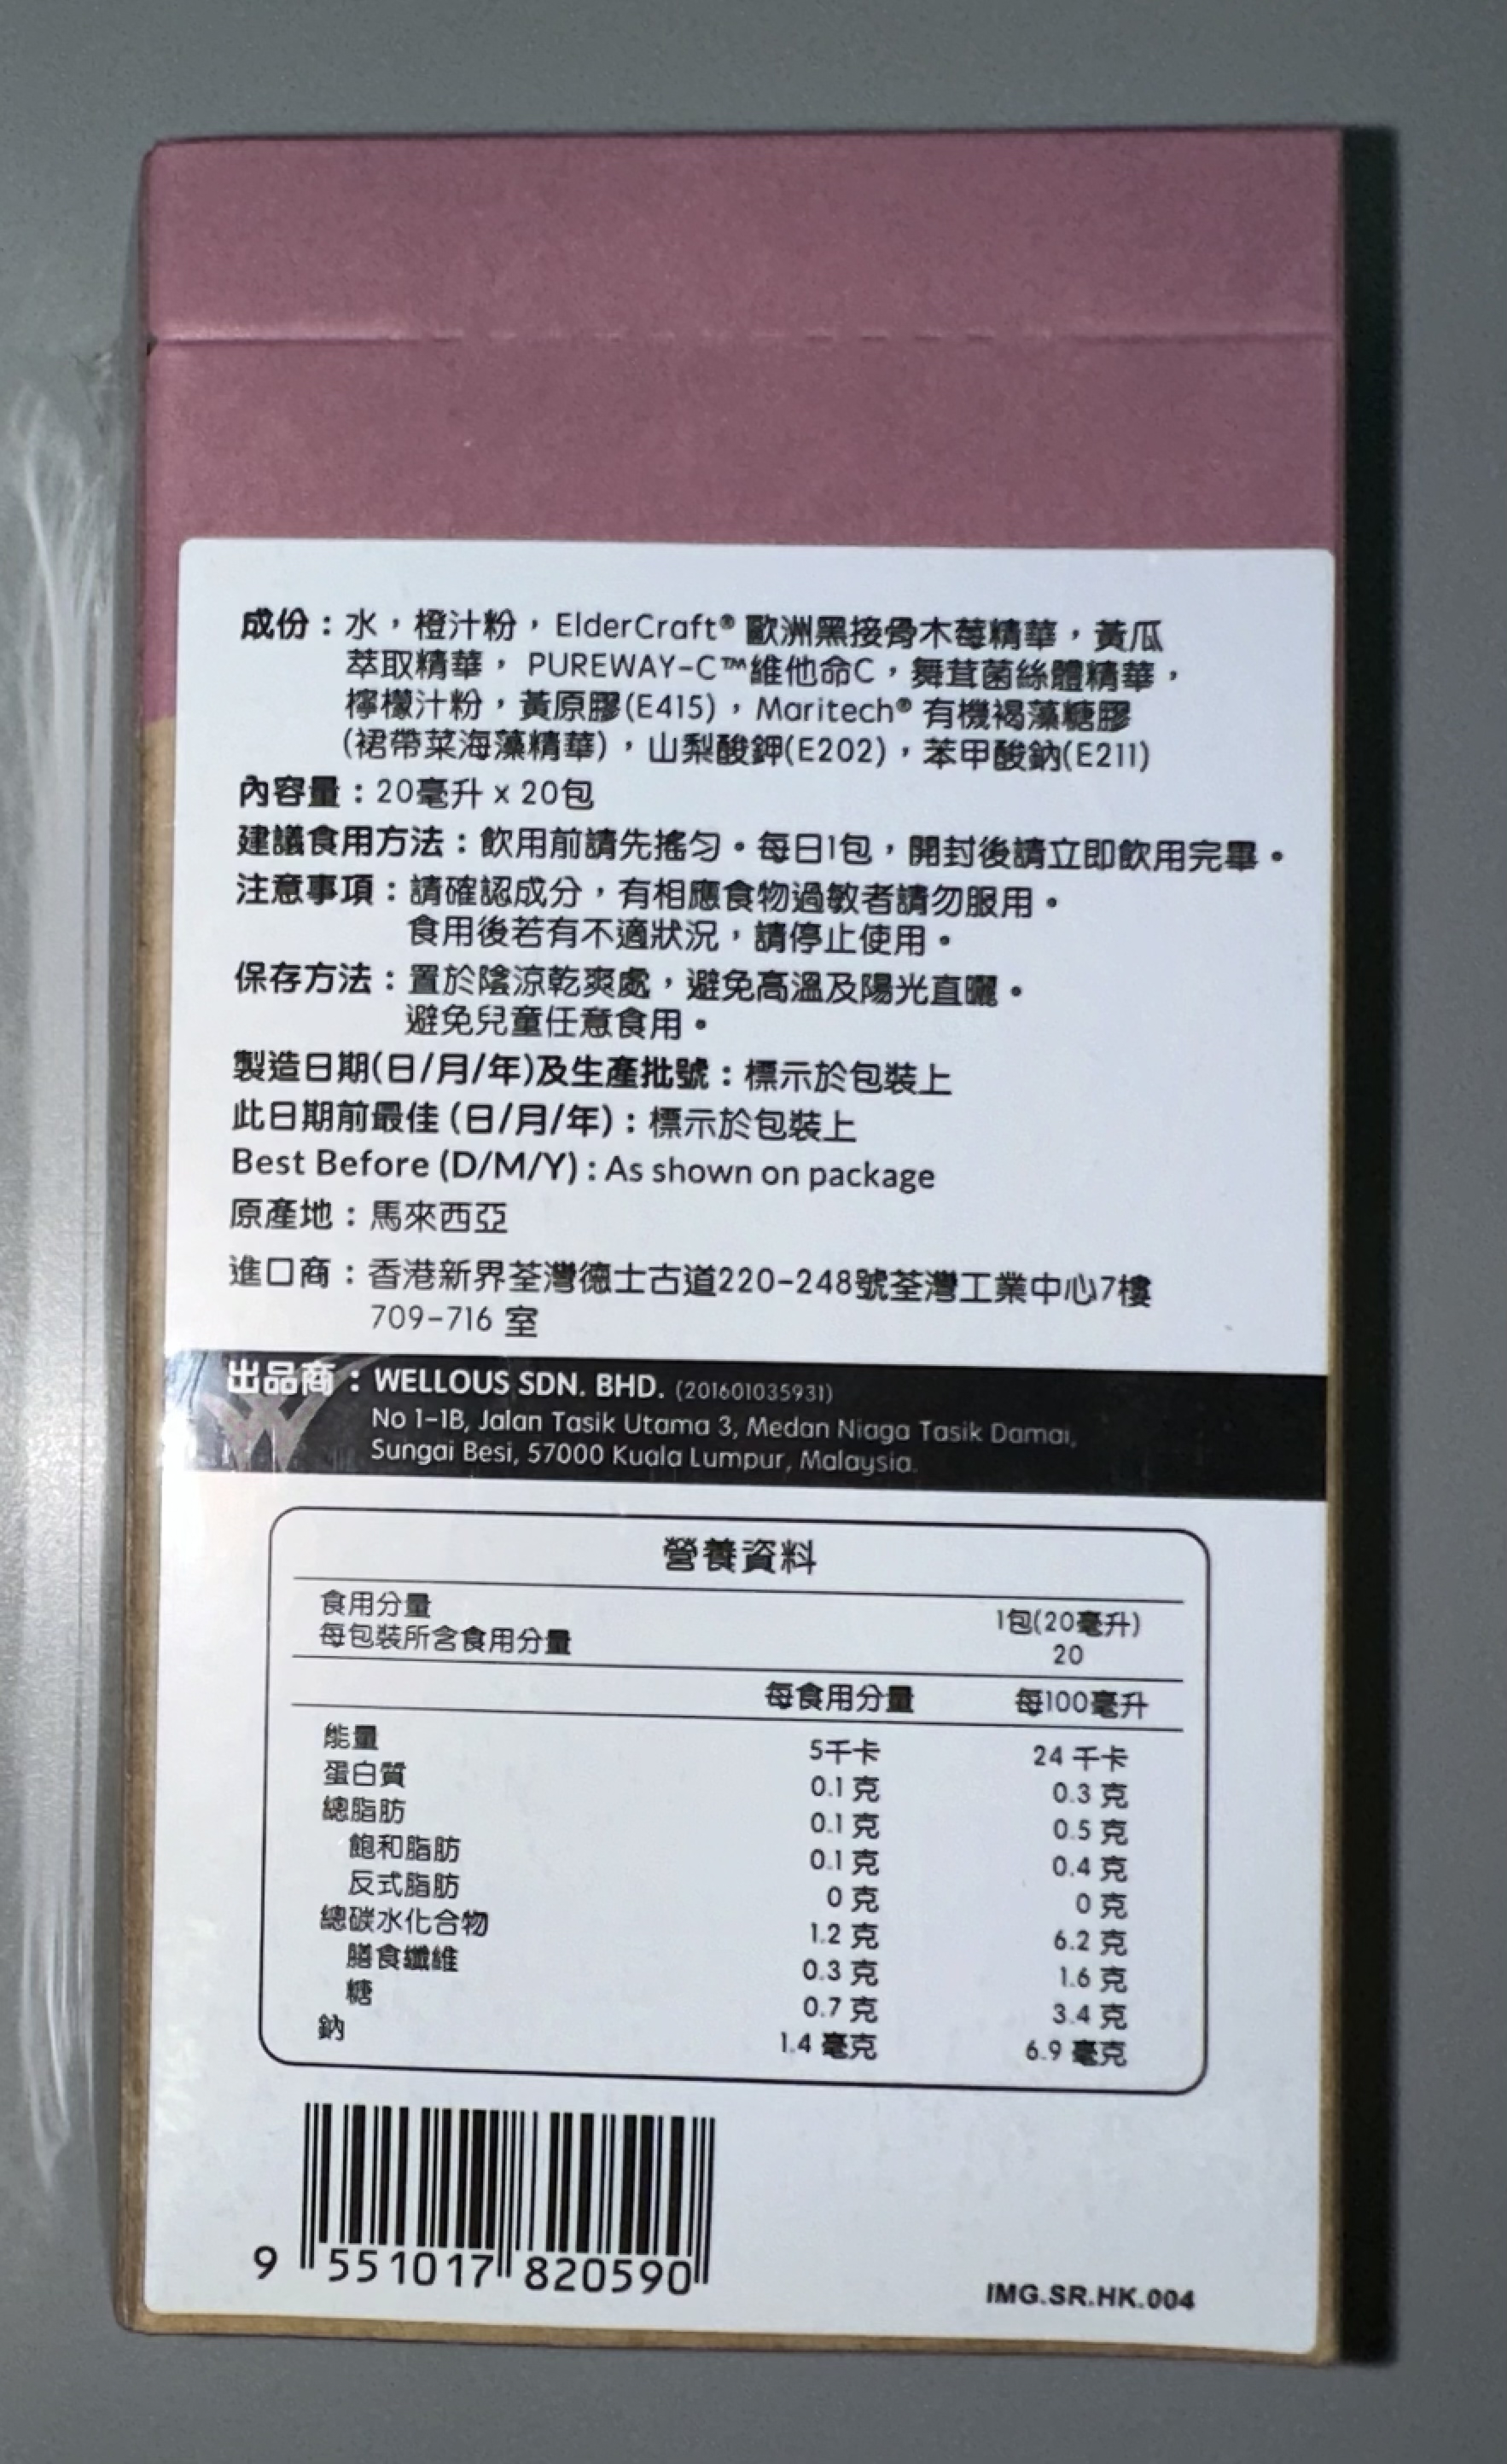 成份：水，橙汁粉，ElderCraft® 歐洲黑接骨木莓精華，黃瓜
萃取精華， PUREWAY-C™維他命C，舞茸菌絲體精華，
檸檬汁粉，黃原膠(E415)，Maritech® 有機褐藻糖膠
(裙帶菜海藻精華)，山梨酸鉀(E202)，苯甲酸鈉(E211)
內容量：20毫升 x 20包
建議食用方法：飲用前請先搖匀。每日1包，開封後請立即飲用完畢。
注意事項：請確認成分，有相應食物過敏者請勿服用。
食用後若有不適狀況，請停止使用。
保存方法：置於陰涼乾爽處，避免高溫及陽光直曬。
避免兒童任意食用。
製造日期(日/月/年)及生產批號：標示於包裝上
此日期前最佳 (日/月/年)：標示於包裝上
Best Before (D/M/Y) : As shown on package
原產地：馬來西亞
進口商：香港新界荃灣德士古道220-248號荃灣工業中心7樓
709-716 室
出品商：WELLOUS SDN. BHD. (201601035931)
No 1-1B, Jalan Tasik Utama 3, Medan Niaga Tasik Damai,
Sungai Besi, 57000 Kuala Lumpur, Malaysia.
營養資料
食用分量 1包(20毫升)
每包裝所含食用分量 20
每食用分量 每100毫升
能量 5千卡 24 千卡
蛋白質 0.1 克 0.3 克
總脂肪 0.1 克 0.5 克
飽和脂肪 0.1 克 0.4 克
反式脂肪 0 克 0 克
總碳水化合物 1.2 克 6.2 克
膳食纖維 0.3 克 1.6 克
糖 0.7 克 3.4 克
鈉 1.4 毫克 6.9 毫克
9 551017 820590
IMG.SR.HK.004